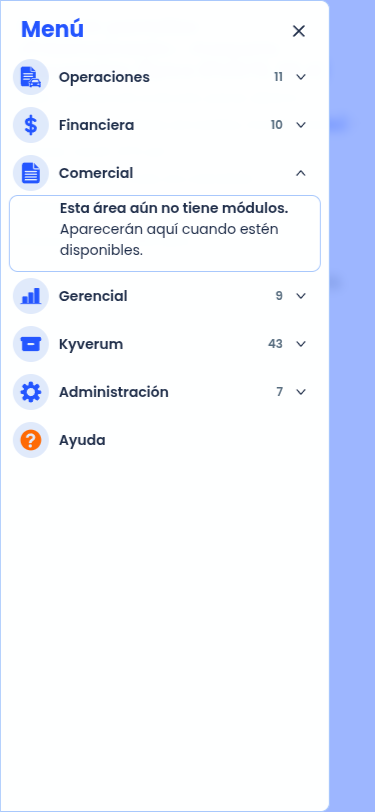 Menú
Operaciones 11
Financiera 10
Comercial
Esta área aún no tiene módulos.
Aparecerán aquí cuando estén
disponibles.
Gerencial 9
Kyverum 43
Administración 7
Ayuda